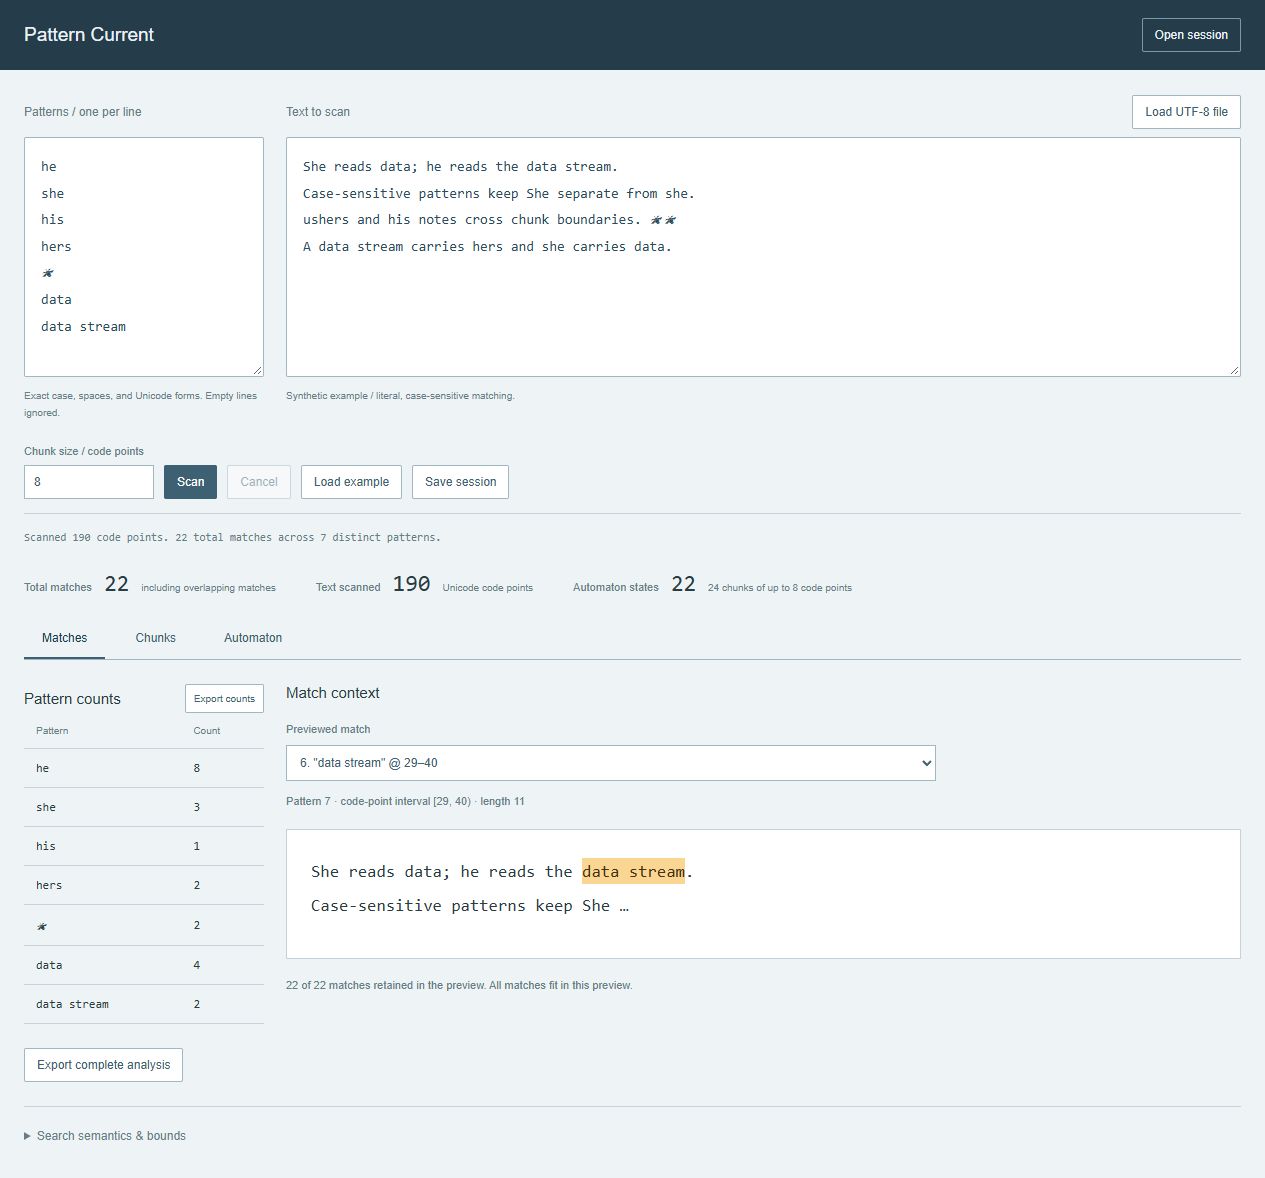 Pattern Current
Open session
Patterns / one per line
Text to scan
Load UTF-8 file
he
she
his
hers
data
data stream
She reads data; he reads the data stream.
Case-sensitive patterns keep She separate from she.
ushers and his notes cross chunk boundaries.
A data stream carries hers and she carries data.
Exact case, spaces, and Unicode forms. Empty lines
ignored.
Synthetic example / literal, case-sensitive matching.
Chunk size / code points
8
Scan
Cancel
Load example
Save session
Scanned 190 code points. 22 total matches across 7 distinct patterns.
Total matches 22 including overlapping matches
Text scanned 190 Unicode code points
Automaton states 22 24 chunks of up to 8 code points
Matches
Chunks
Automaton
Pattern counts
Export counts
Pattern Count
he 8
she 3
his 1
hers 2
2
data 4
data stream 2
Export complete analysis
Match context
Previewed match
6. "data stream" @ 29–40
Pattern 7 · code-point interval [29, 40) · length 11
She reads data; he reads the data stream.
Case-sensitive patterns keep She …
22 of 22 matches retained in the preview. All matches fit in this preview.
Search semantics & bounds